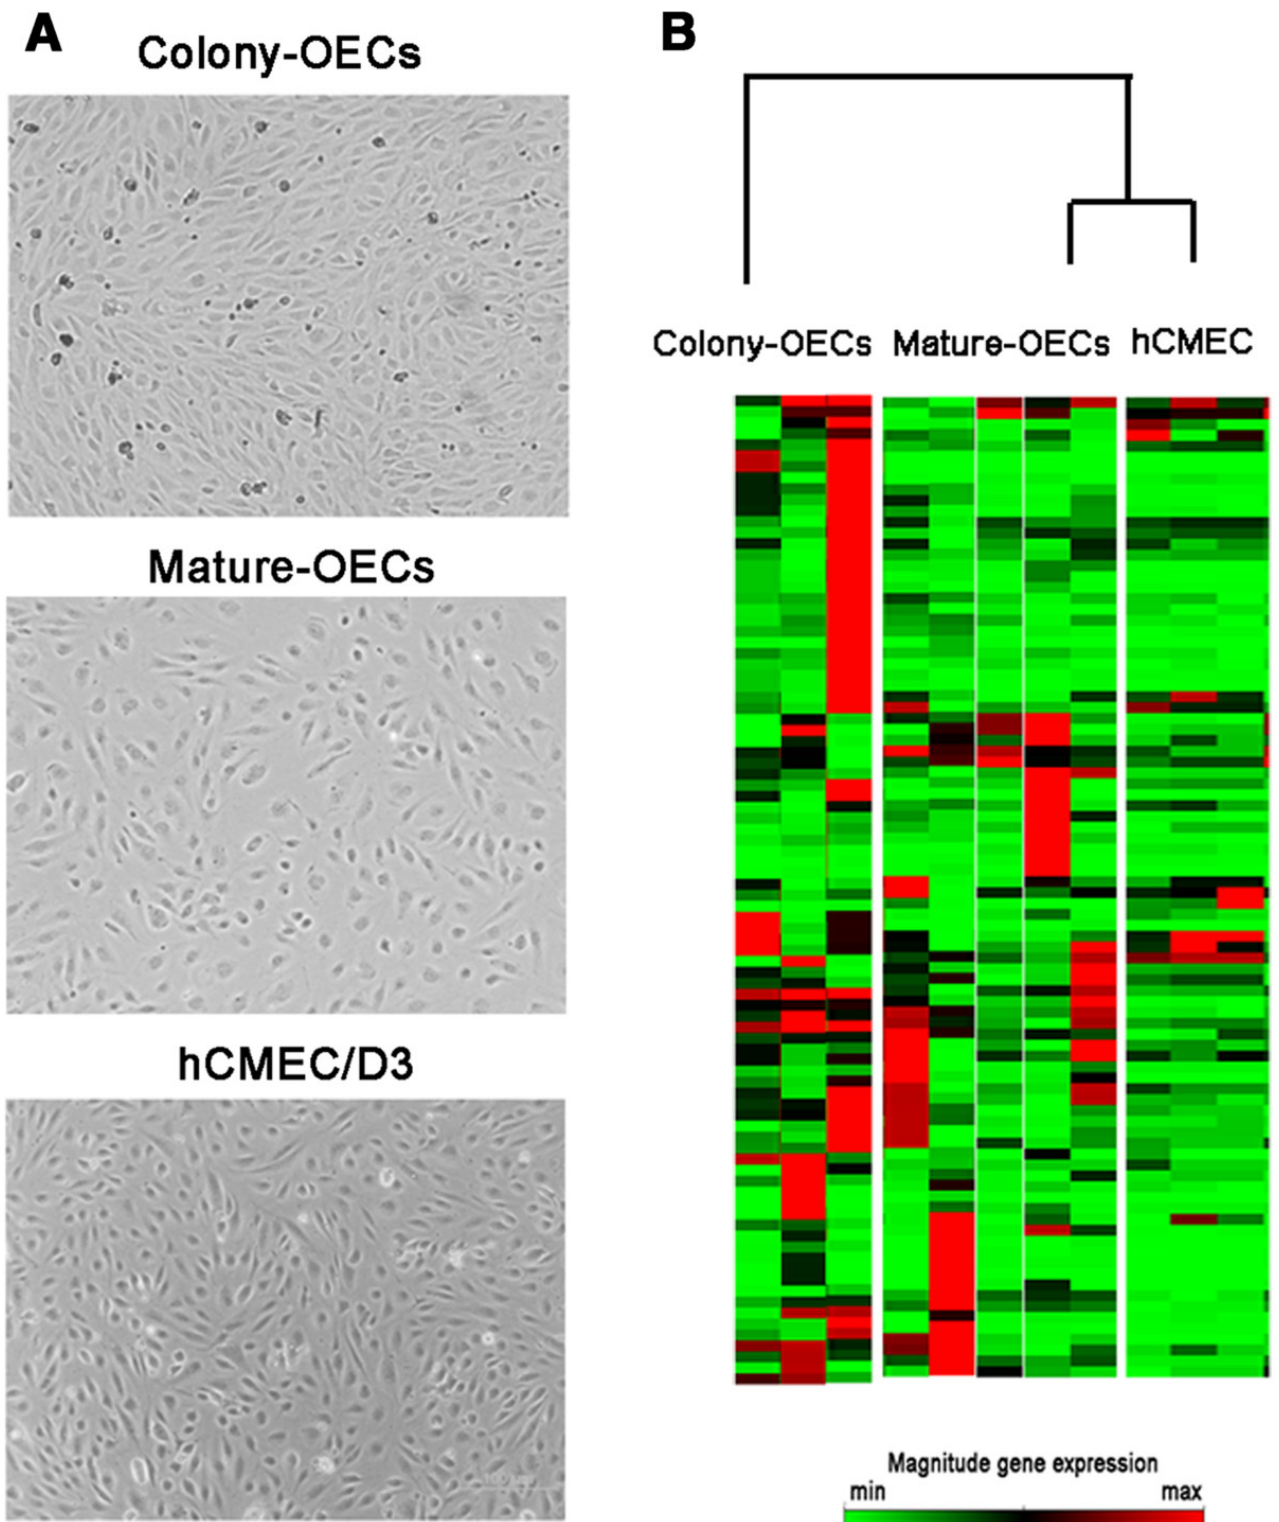 A
Colony-OECs
Mature-OECs
hCMEC/D3
B
Colony-OECs Mature-OECs hCMEC
Magnitude gene expression
min max